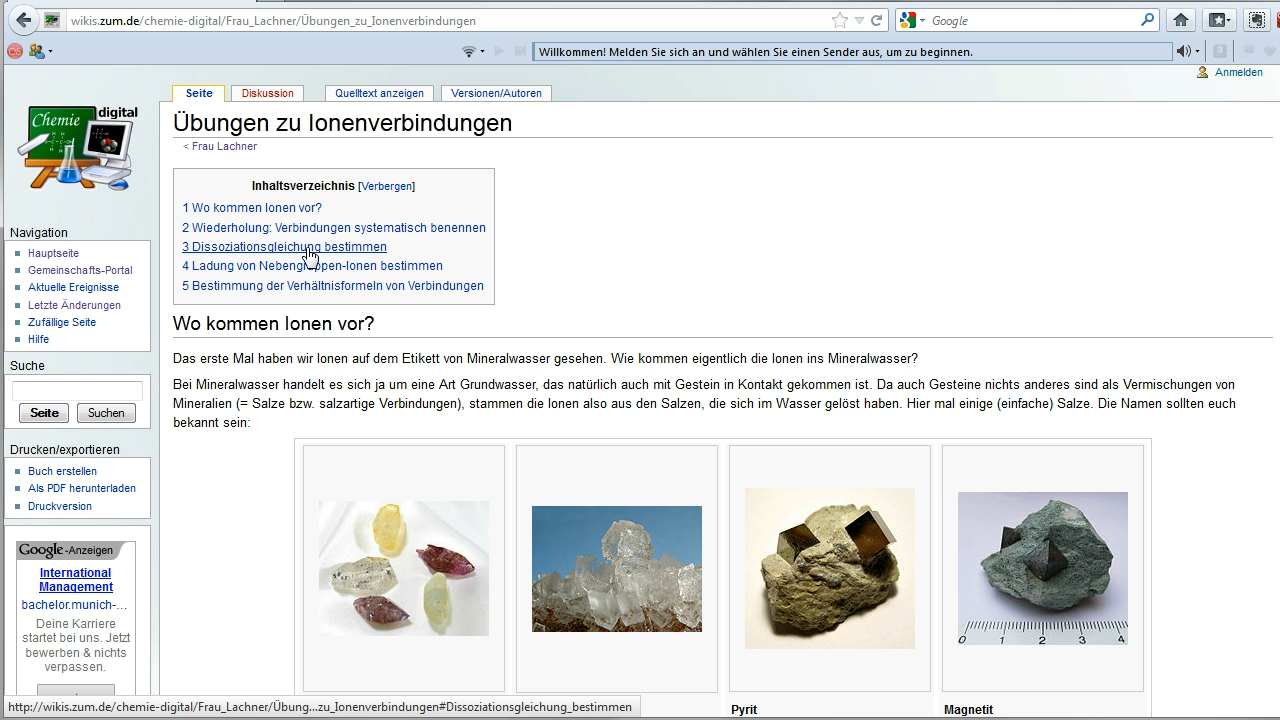 wikis.zum.de/chemie-digital/Frau_Lachner/Übungen_zu_Ionenverbindungen
Google
Willkommen! Melden Sie sich an und wählen Sie einen Sender aus, um zu beginnen.
Anmelden
Seite
Diskussion
Quelltext anzeigen
Versionen/Autoren
Chemie digital
Übungen zu Ionenverbindungen
< Frau Lachner
Inhaltsverzeichnis [Verbergen]
1 Wo kommen Ionen vor?
2 Wiederholung: Verbindungen systematisch benennen
3 Dissoziationsgleichung bestimmen
4 Ladung von Nebengruppen-Ionen bestimmen
5 Bestimmung der Verhältnisformeln von Verbindungen
Navigation
Hauptseite
Gemeinschafts-Portal
Aktuelle Ereignisse
Letzte Änderungen
Zufällige Seite
Hilfe
Suche
Seite
Suchen
Drucken/exportieren
Buch erstellen
Als PDF herunterladen
Druckversion
Google -Anzeigen
International
Management
bachelor.munich-...
Deine Karriere
startet bei uns. Jetzt
bewerben & nichts
verpassen.
Wo kommen Ionen vor?
Das erste Mal haben wir Ionen auf dem Etikett von Mineralwasser gesehen. Wie kommen eigentlich die Ionen ins Mineralwasser?
Bei Mineralwasser handelt es sich ja um eine Art Grundwasser, das natürlich auch mit Gestein in Kontakt gekommen ist. Da auch Gesteine nichts anderes sind als Vermischungen von
Mineralien (= Salze bzw. salzartige Verbindungen), stammen die Ionen also aus den Salzen, die sich im Wasser gelöst haben. Hier mal einige (einfache) Salze. Die Namen sollten euch
bekannt sein:
0 1 2 3 4
Pyrit
Magnetit
http://wikis.zum.de/chemie-digital/Frau_Lachner/Übung...zu_Ionenverbindungen#Dissoziationsgleichung_bestimmen